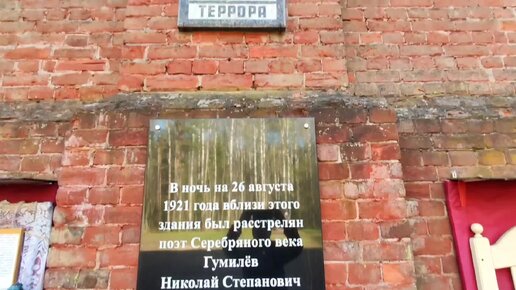 ТЕРРОРА
В ночь на 26 августа
1921 года вблизи этого
здания был расстрелян
поэт Серебряного века
Гумилёв
Николай Степанович